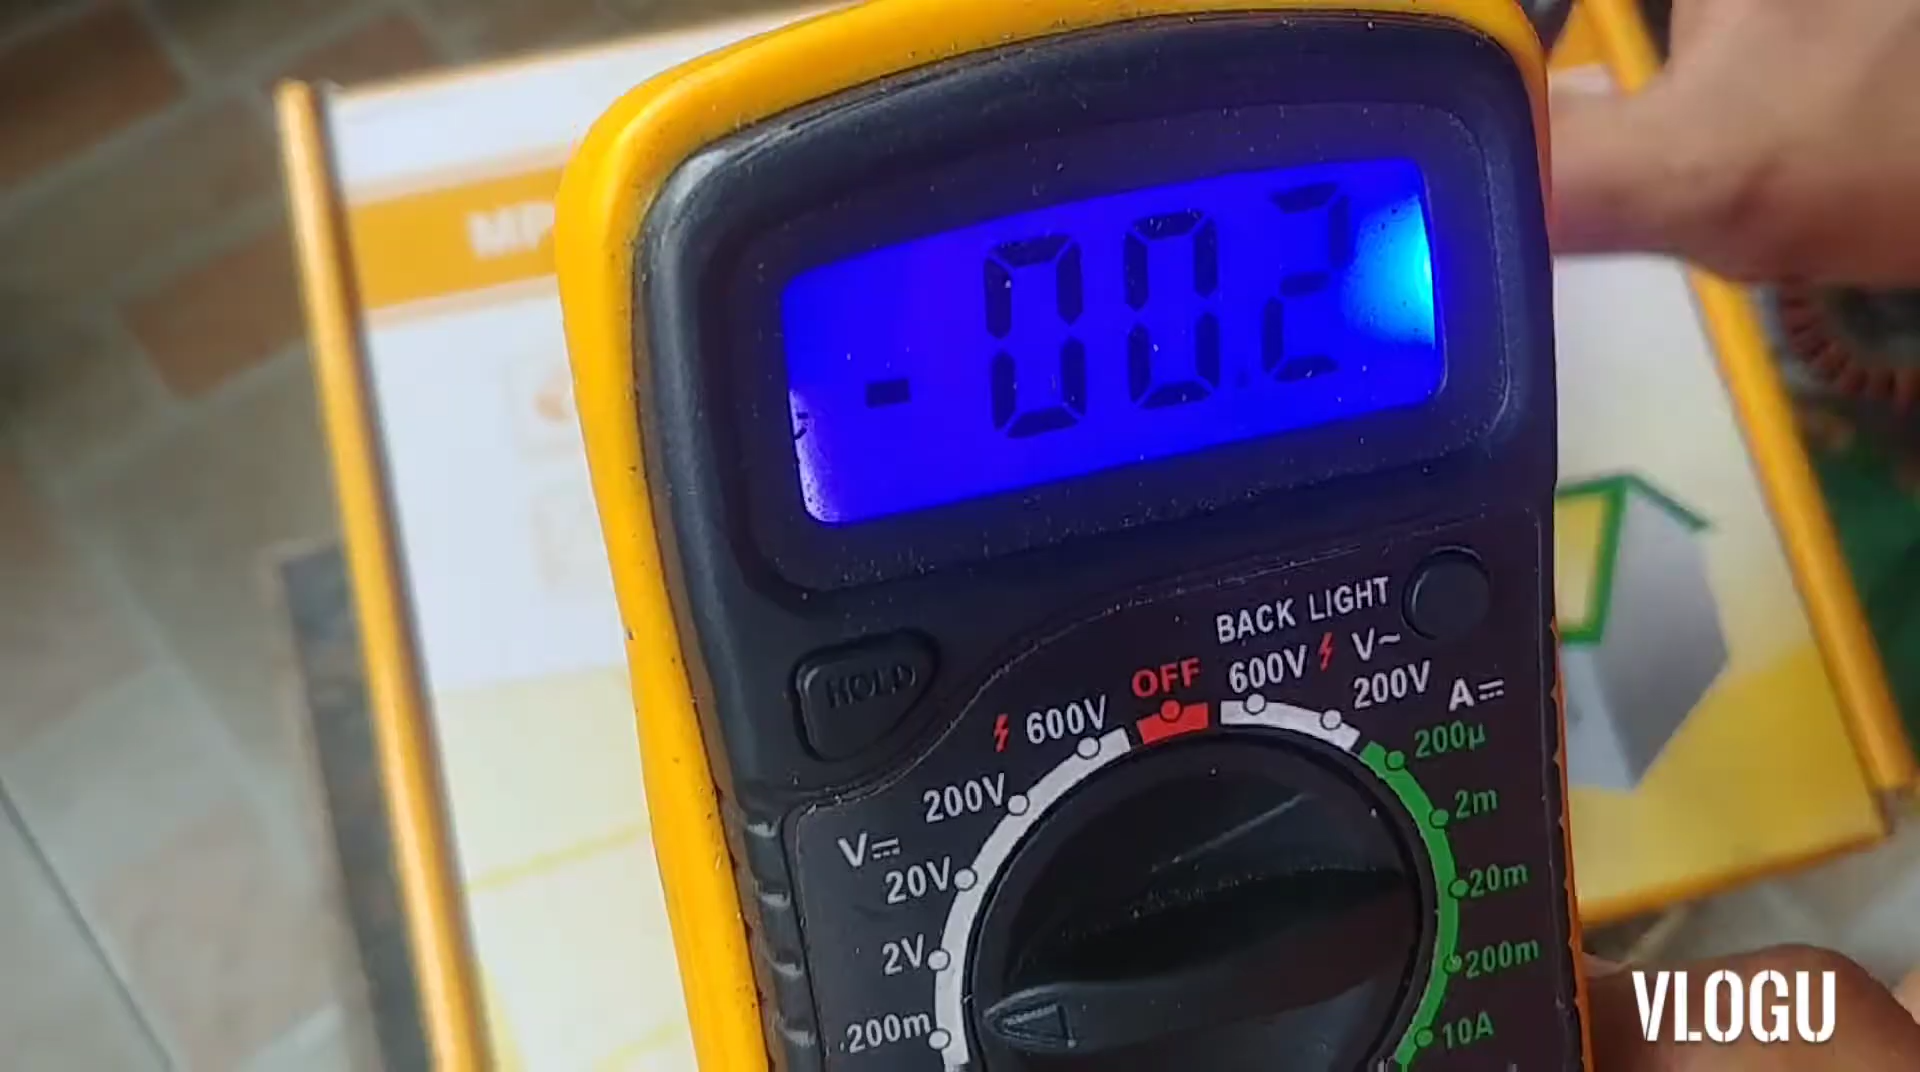 MP
-00.2
HOLD
BACK LIGHT
OFF
600V
600V V~
200V
200V A⎓
200µ
V⎓
2m
20V
20m
2V
200m
200m
10A
VLOGU